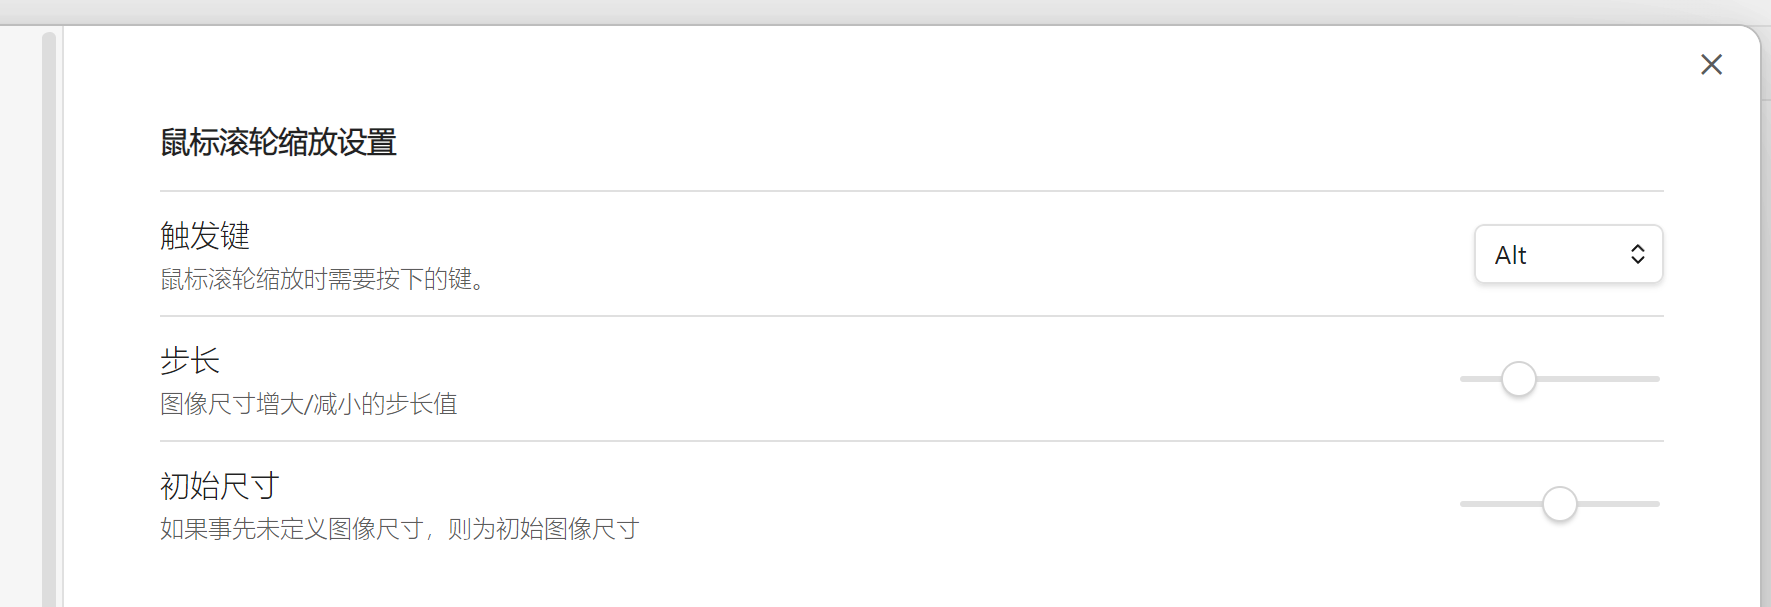 鼠标滚轮缩放设置
触发键
鼠标滚轮缩放时需要按下的键。
Alt
步长
图像尺寸增大/减小的步长值
初始尺寸
如果事先未定义图像尺寸，则为初始图像尺寸